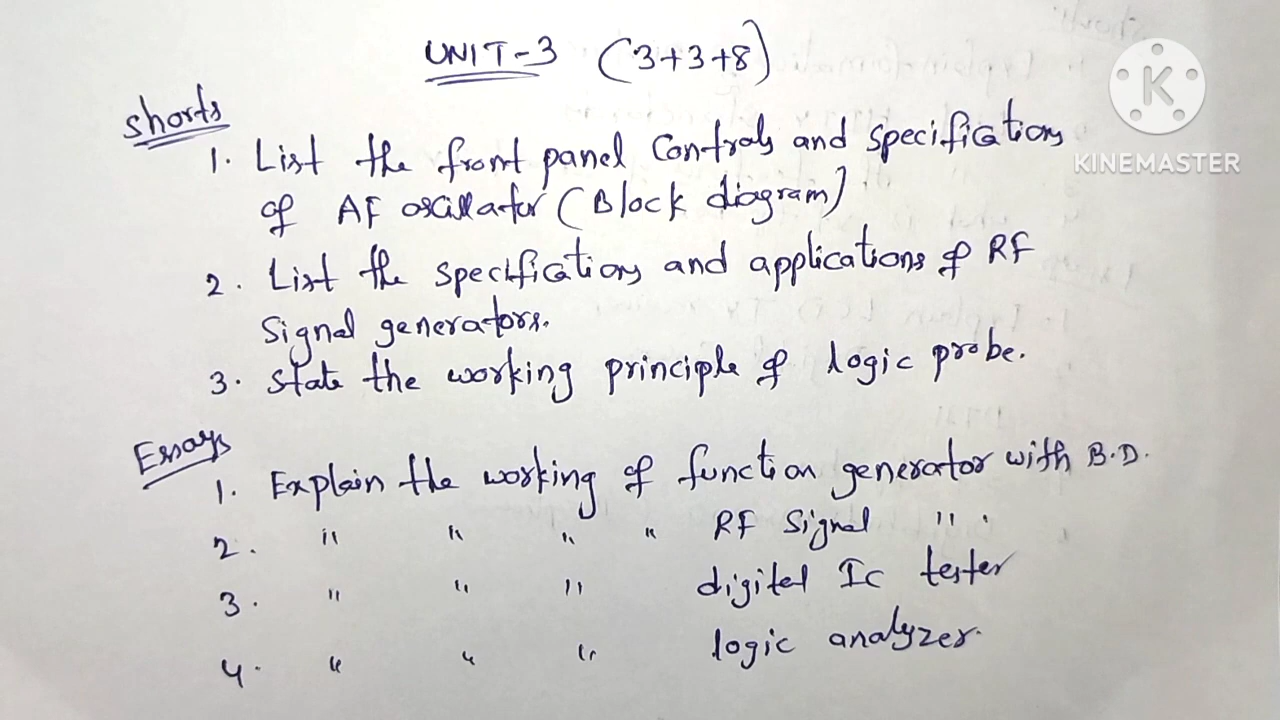 UNIT-3 (3+3+8)
K
KINEMASTER
Shorts
1. List the front panel Controls and specifications
of AF oscillator (Block diagram)
2. List the specifications and applications of RF
Signal generators.
3. State the working principle of logic probe.
Essays
1. Explain the working of function generator with B.D.
2. " " " " RF Signal " .
3. " " " digital Ic tester
4. " " " logic analyzer.